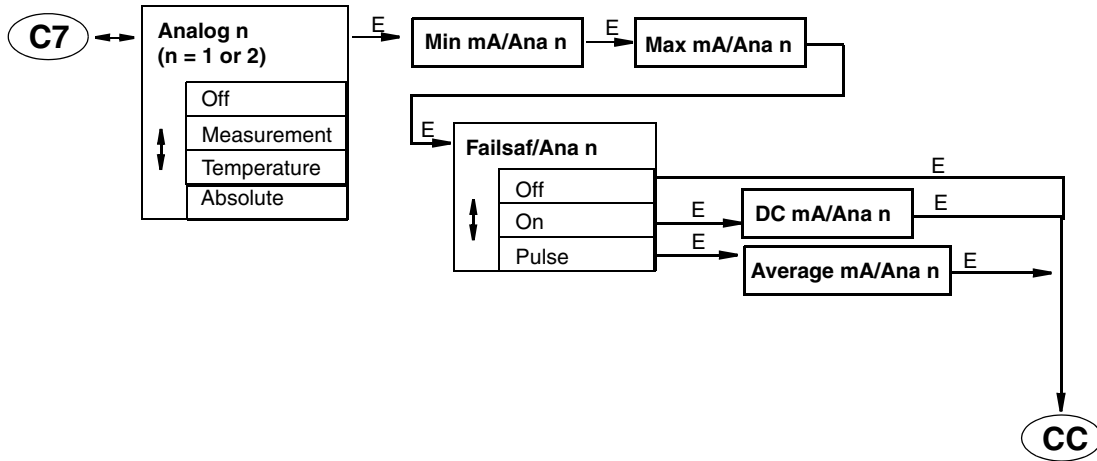 C7
Analog n
(n = 1 or 2)
Off
Measurement
Temperature
Absolute
E
Min mA/Ana n
E
Max mA/Ana n
E
Failsaf/Ana n
Off
On
Pulse
E
E
DC mA/Ana n
E
E
Average mA/Ana n
E
CC